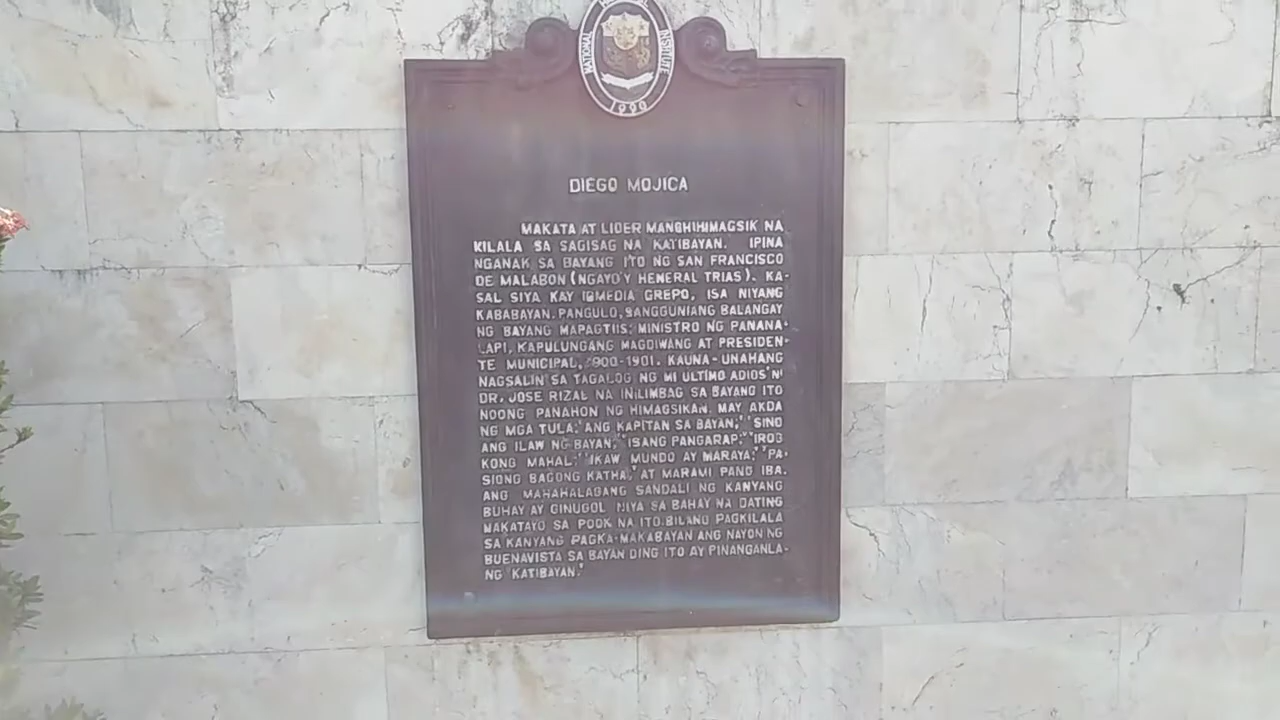 NATIONAL
INSTITUTE
1990
DIEGO MOJICA
MAKATA AT LIDER MANGHIHIMAGSIK NA
KILALA SA SAGISAG NA KATIBAYAN. IPINA
NGANAK SA BAYANG ITO NG SAN FRANCISCO
DE MALABON (NGAYO'Y HENERAL TRIAS). KA-
SAL SIYA KAY IGMEDIA GREPO, ISA NIYANG
KABABAYAN. PANGULO, SANGGUNIANG BALANGAY
NG BAYANG MAPAGTIIS; MINISTRO NG PANANA-
LAPI, KAPULUNGANG MAGDIWANG AT PRESIDEN-
TE MUNICIPAL, 1900-1901. KAUNA-UNAHANG
NAGSALIN SA TAGALOG NG MI ULTIMO ADIOS NI
DR. JOSE RIZAL NA INILIMBAG SA BAYANG ITO
NOONG PANAHON NG HIMAGSIKAN. MAY AKDA
NG MGA TULA; "ANG KAPITAN SA BAYAN," "SINO
ANG ILAW NG BAYAN," "ISANG PANGARAP," "IROG
KONG MAHAL," "IKAW MUNDO AY MARAYA," "PA-
SIONG BAGONG KATHA," AT MARAMI PANG IBA.
ANG MAHAHALAGANG SANDALI NG KANYANG
BUHAY AY GINUGOL NIYA SA BAHAY NA DATING
NAKATAYO SA POOK NA ITO. BILANG PAGKILALA
SA KANYANG PAGKA-MAKABAYAN ANG NAYON NG
BUENAVISTA SA BAYAN DING ITO AY PINANGANLA-
NG "KATIBAYAN."